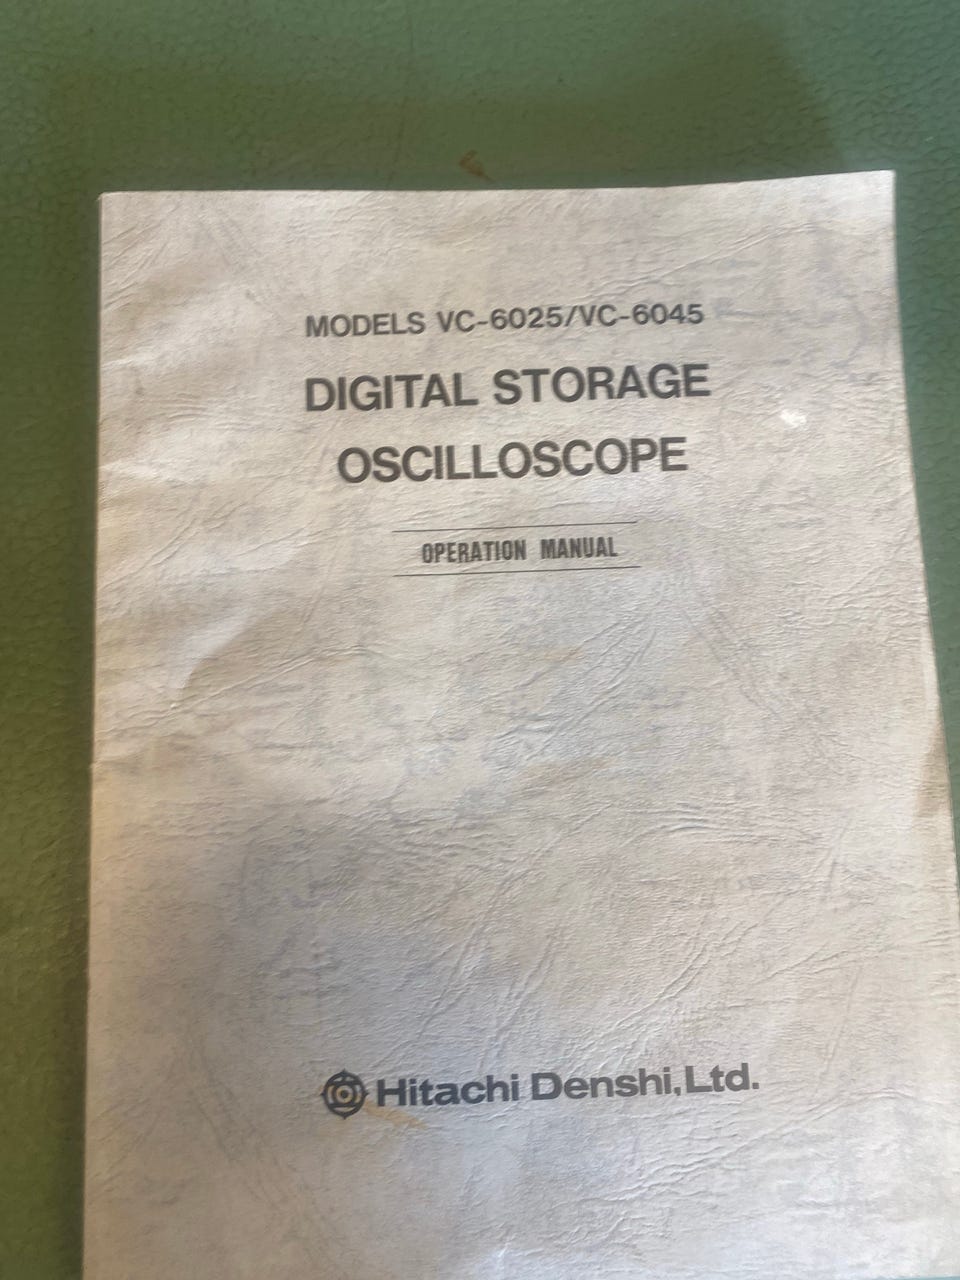 MODELS VC-6025/VC-6045
DIGITAL STORAGE
OSCILLOSCOPE
OPERATION MANUAL
Hitachi Denshi,Ltd.